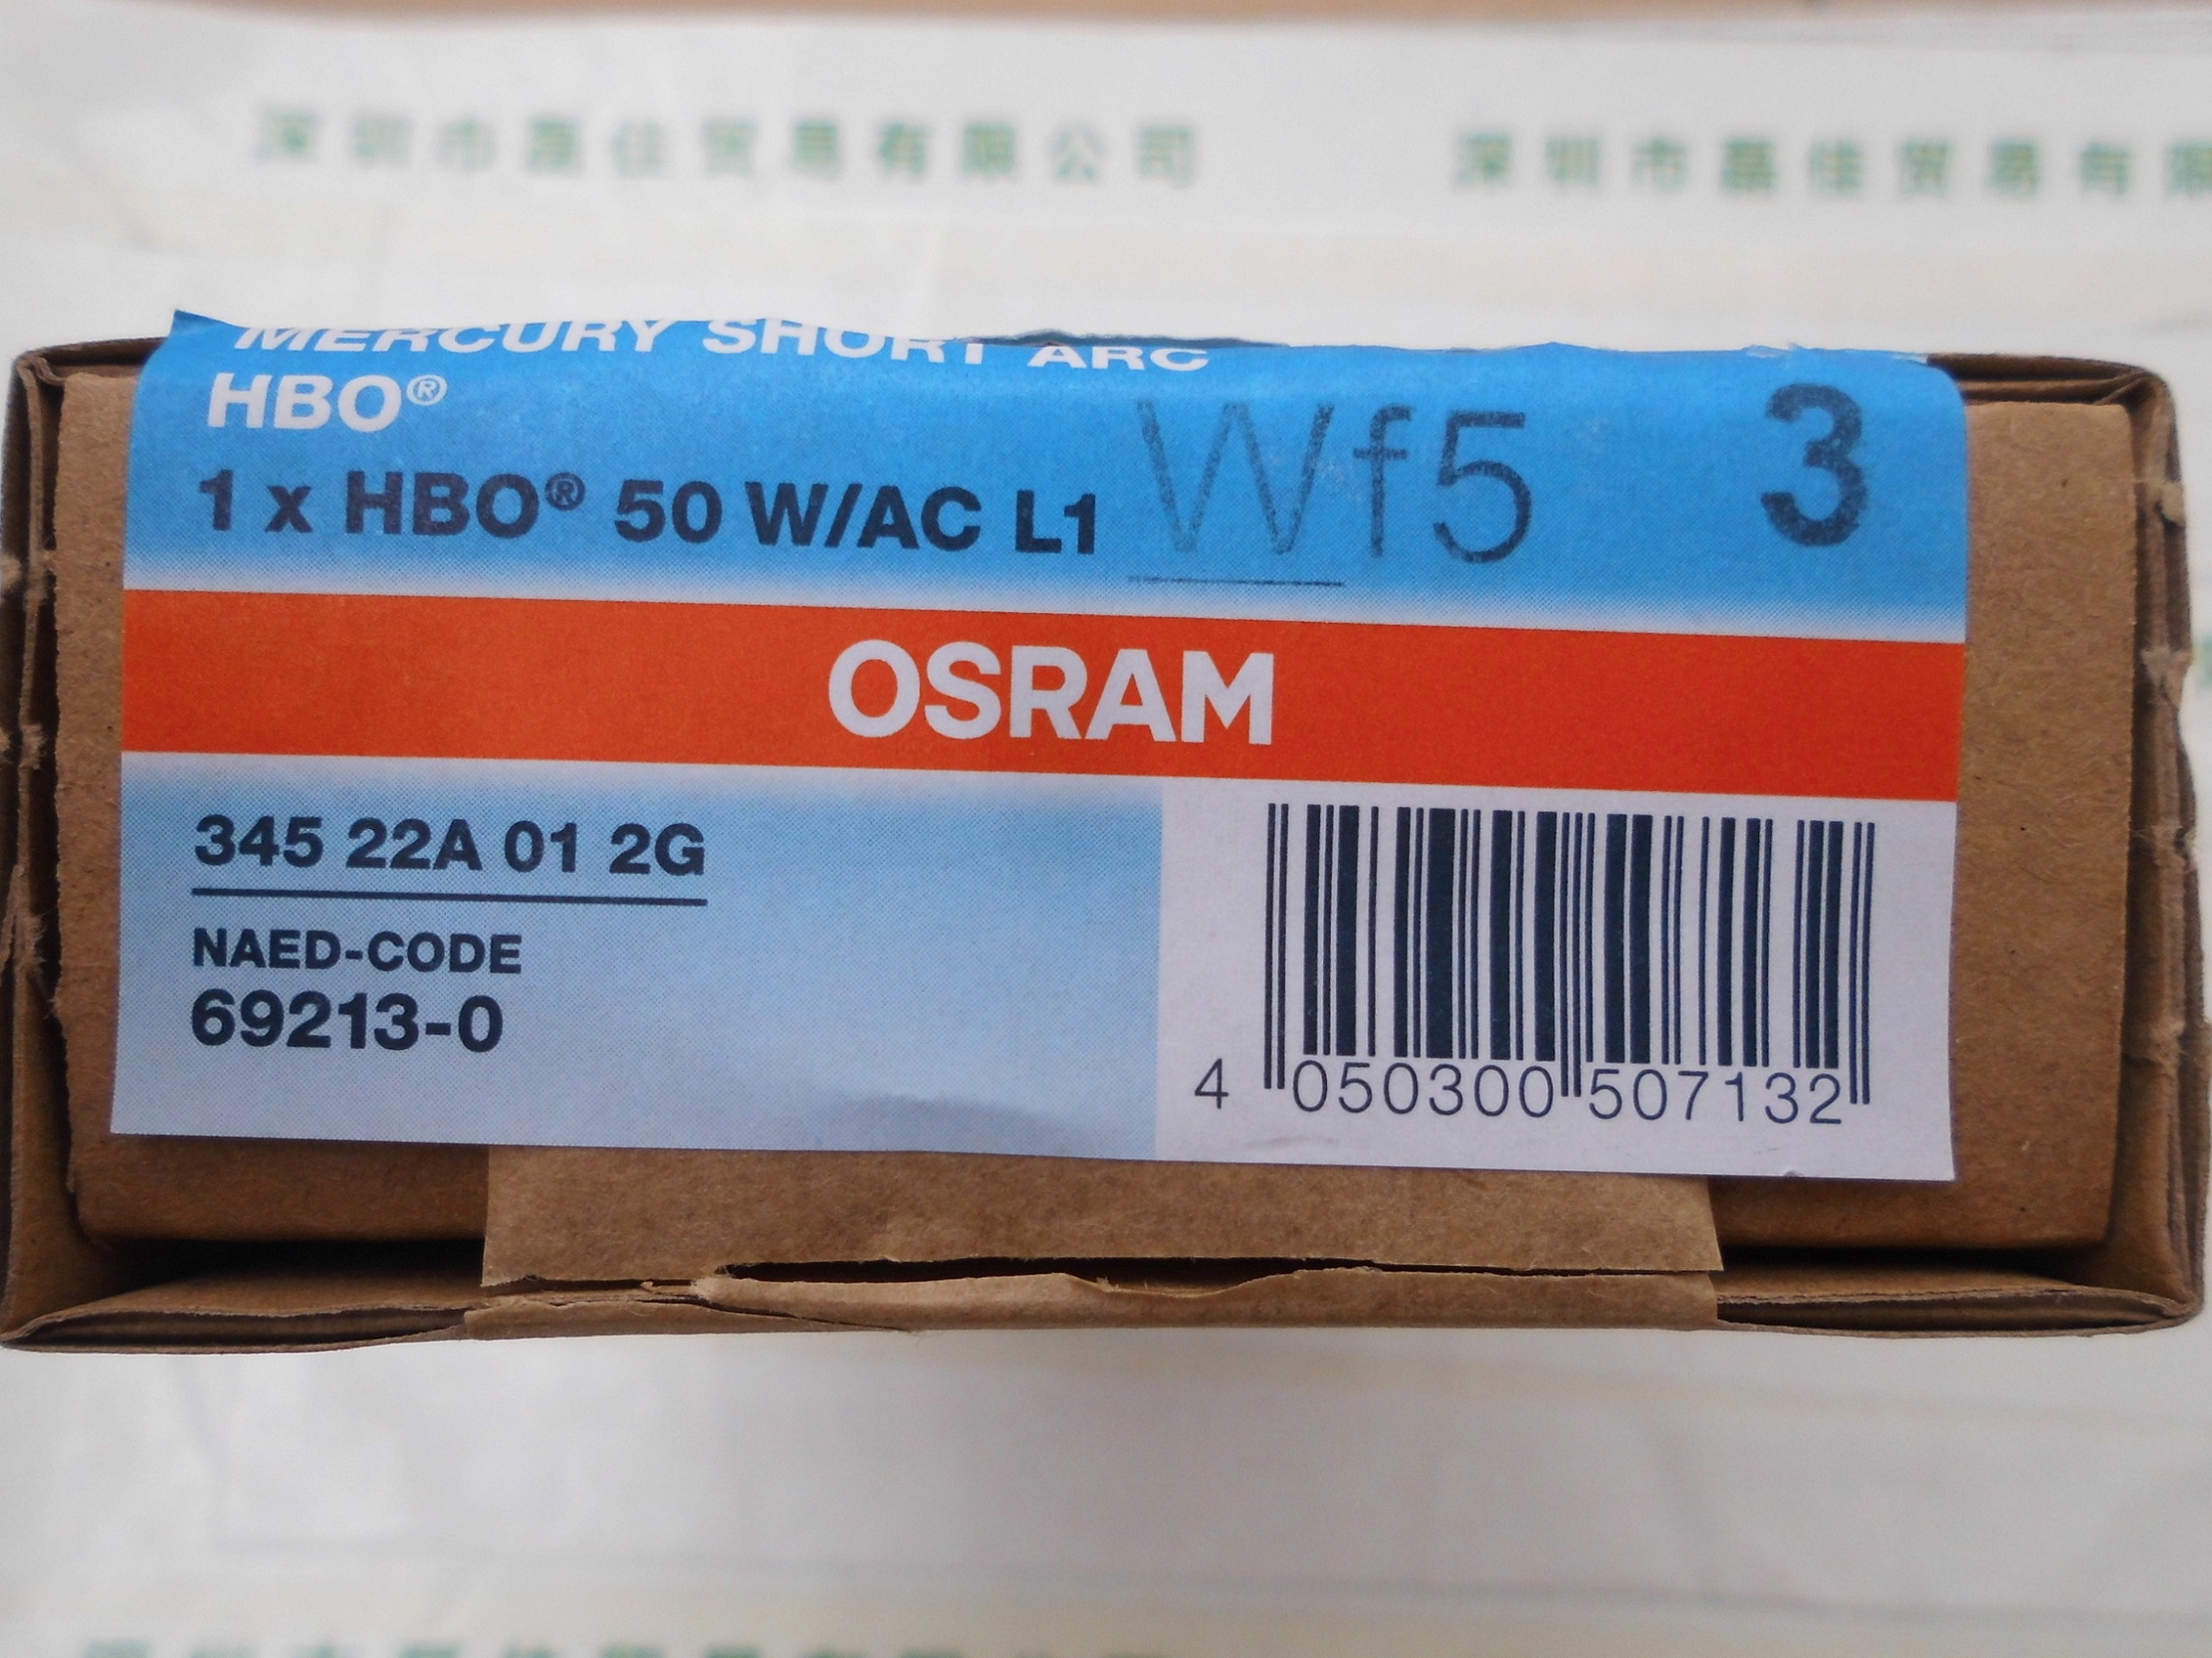 深圳市磊佳贸易有限公司
深圳市磊佳贸易有限
MERCURY SHORT ARC
HBO®
1 x HBO® 50 W/AC L1
Wf5 3
OSRAM
345 22A 01 2G
NAED-CODE
69213-0
4 050300 507132